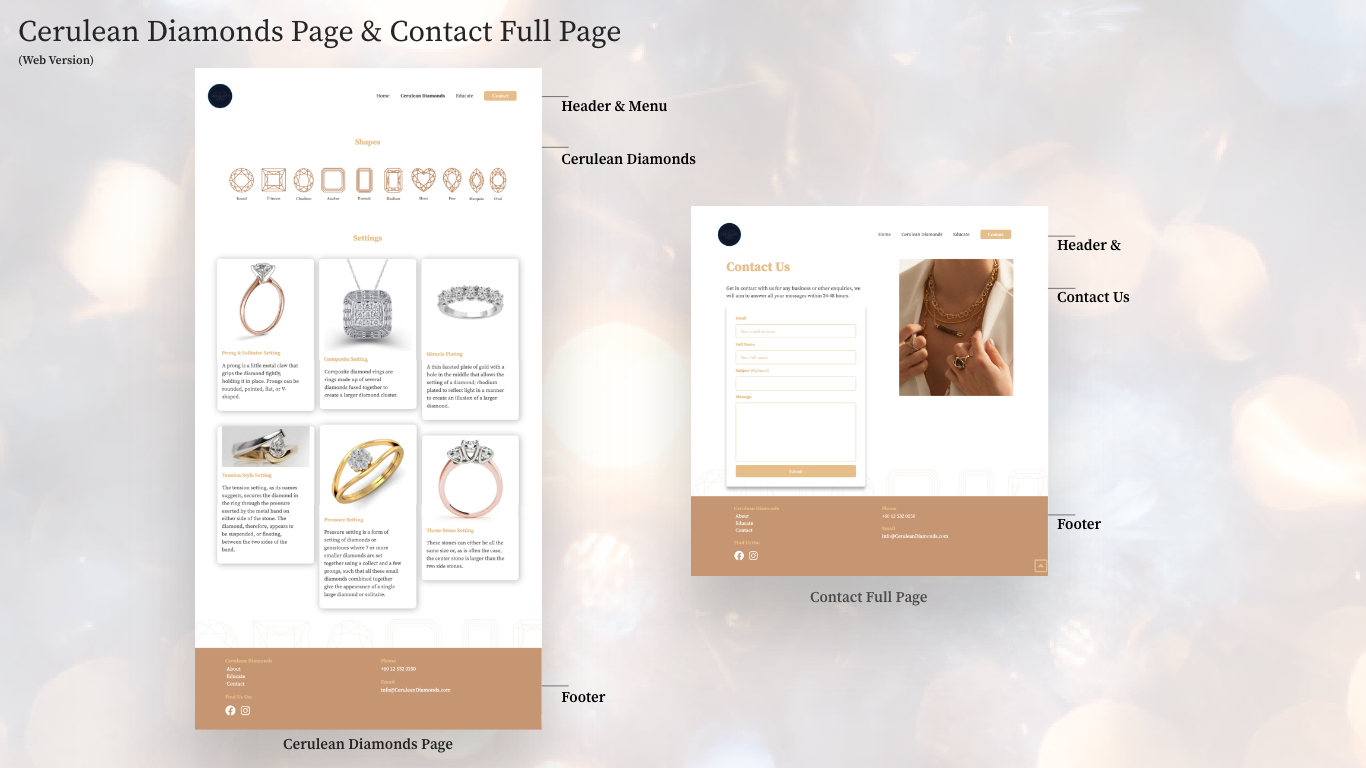 Cerulean Diamonds Page & Contact Full Page
(Web Version)
Home Cerulean Diamonds Educate Contact
Header & Menu
Shapes
Cerulean Diamonds
Round Princess Cushion Asscher Emerald Radiant Heart Pear Marquise Oval
Settings
Prong & Solitaire Setting
A prong is a little metal claw that
grips the diamond tightly,
holding it in place. Prongs can be
rounded, pointed, flat, or V-
shaped.
Composite Setting
Composite diamond rings are
rings made up of several
diamonds fused together to
create a larger diamond cluster.
Miracle Plating
A thin faceted plate of gold with a
hole in the middle that allows the
setting of a diamond; rhodium
plated to reflect light in a manner
to create an illusion of a larger
diamond.
Tension Style Setting
The tension setting, as its names
suggests, secures the diamond in
the ring through the pressure
exerted by the metal band on
either side of the stone. The
diamond, therefore, appears to
be suspended, or floating,
between the two sides of the
band.
Pressure Setting
Pressure setting is a form of
setting of diamonds or
gemstones where 7 or more
smaller diamonds are set
together using a collect and a few
prongs, such that all these small
diamonds combined together
give the appearance of a single
large diamond or solitaire.
Three-Stone Setting
These stones can either be all the
same size or, as is often the case,
the center stone is larger than the
two side stones.
Cerulean Diamonds
About
Educate
Contact
Find Us On:
Phone
Email
info@CeruleanDiamonds.com
Footer
Cerulean Diamonds Page
Home Cerulean Diamonds Educate Contact
Header &
Contact Us
Get in contact with us for any business or other enquiries, we
will aim to answer all your messages within 24-48 hours.
Contact Us
Email
Your email address
Full Name
Your full name
Subject (Optional)
Message
Submit
Cerulean Diamonds
About
Educate
Contact
Find Us On:
Phone
Email
info@CeruleanDiamonds.com
Footer
Contact Full Page